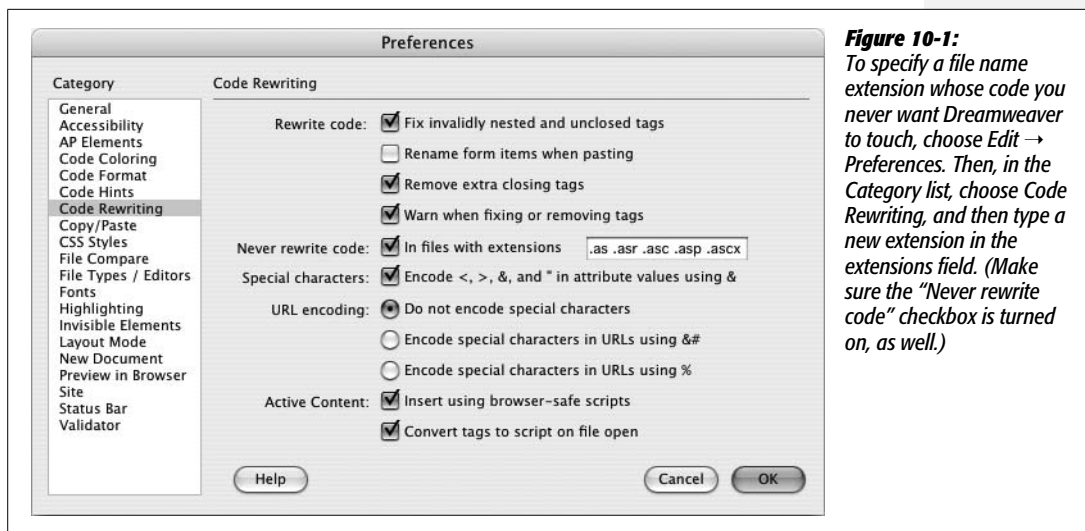 Preferences
Category
Code Rewriting
General
Accessibility
AP Elements
Code Coloring
Code Format
Code Hints
Code Rewriting
Copy/Paste
CSS Styles
File Compare
File Types / Editors
Fonts
Highlighting
Invisible Elements
Layout Mode
New Document
Preview in Browser
Site
Status Bar
Validator
Rewrite code: Fix invalidly nested and unclosed tags
Rename form items when pasting
Remove extra closing tags
Warn when fixing or removing tags
Never rewrite code: In files with extensions .as .asr .asc .asp .ascx
Special characters: Encode <, >, &, and " in attribute values using &
URL encoding: Do not encode special characters
Encode special characters in URLs using &#
Encode special characters in URLs using %
Active Content: Insert using browser-safe scripts
Convert tags to script on file open
Help
Cancel
OK
Figure 10-1:
To specify a file name
extension whose code you
never want Dreamweaver
to touch, choose Edit →
Preferences. Then, in the
Category list, choose Code
Rewriting, and then type a
new extension in the
extensions field. (Make
sure the “Never rewrite
code” checkbox is turned
on, as well.)